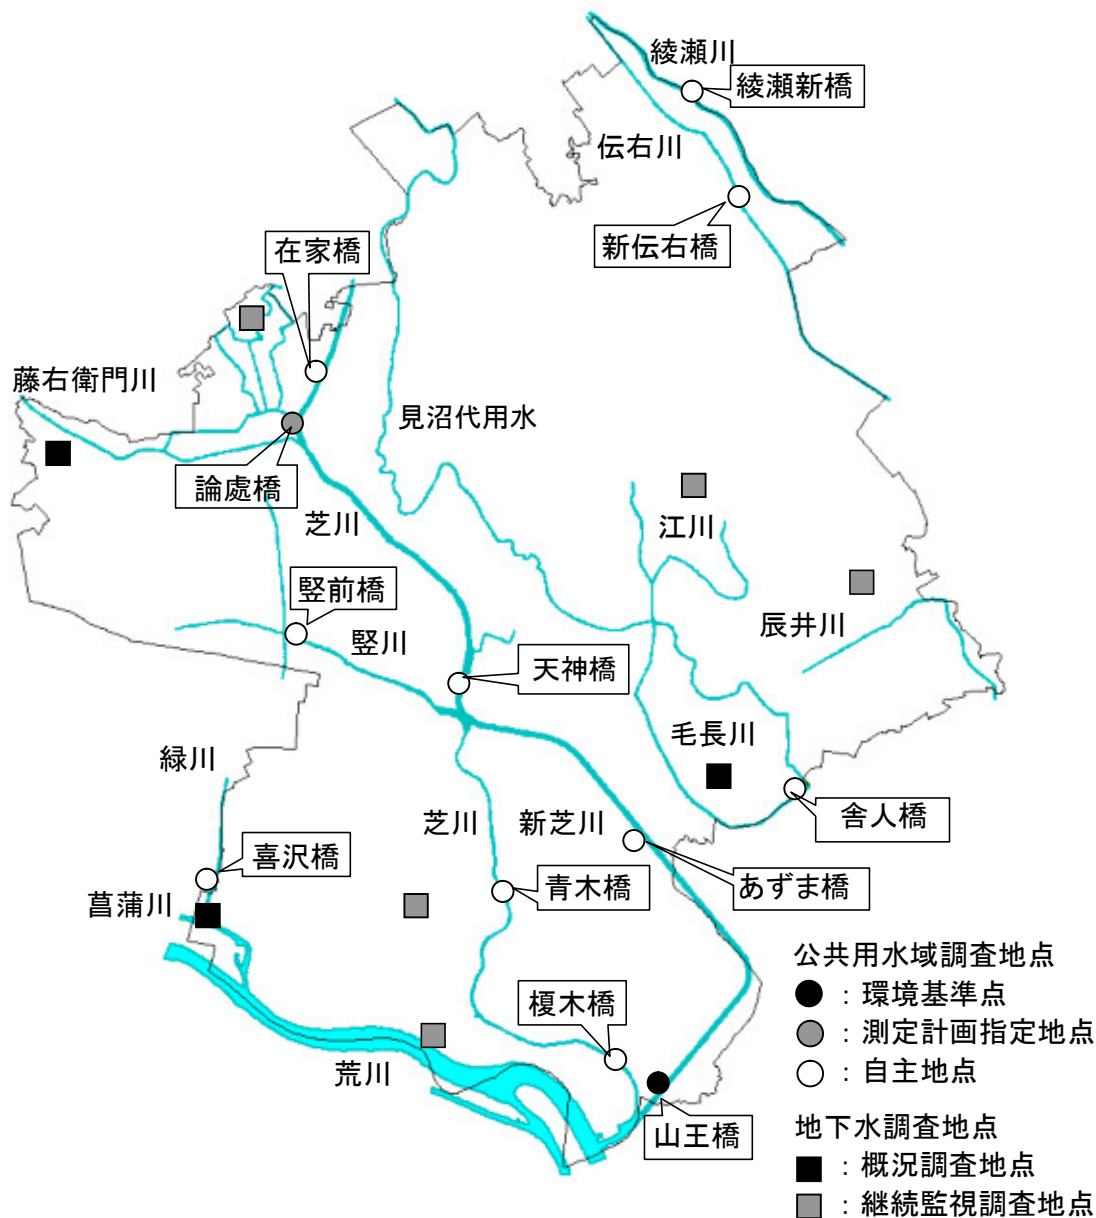 綾瀬川
綾瀬新橋
伝右川
新伝右橋
在家橋
藤右衛門川
見沼代用水
論處橋
芝川
江川
竪前橋
竪川
辰井川
天神橋
毛長川
緑川
舎人橋
芝川
新芝川
喜沢橋
青木橋
あずま橋
菖蒲川
榎木橋
荒川
山王橋
公共用水域調査地点
：環境基準点
：測定計画指定地点
：自主地点
地下水調査地点
：概況調査地点
：継続監視調査地点